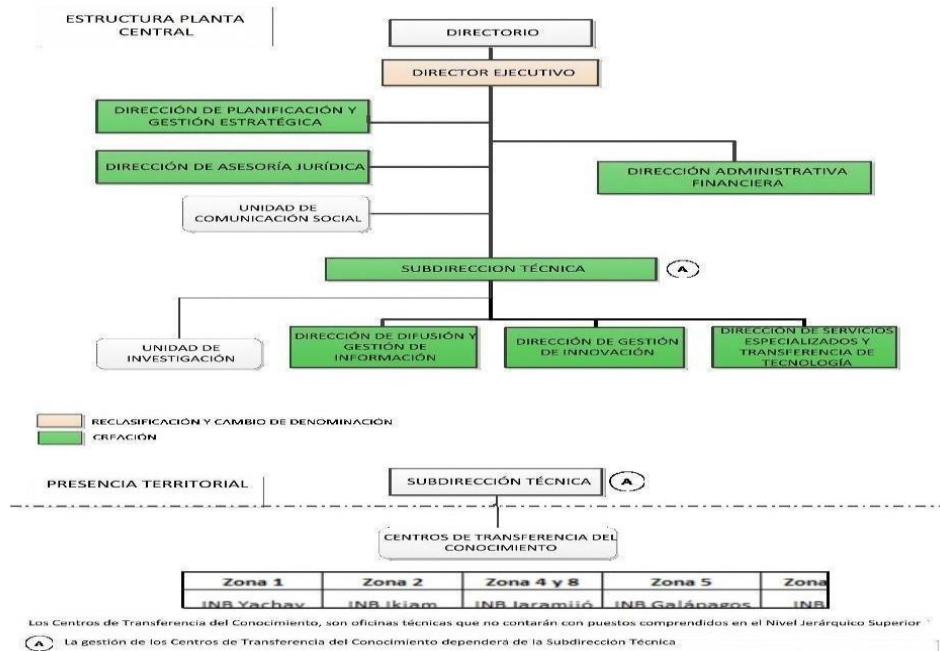 ESTRUCTURA PLANTA
CENTRAL
DIRECTORIO
DIRECTOR EJECUTIVO
DIRECCIÓN DE PLANIFICACIÓN Y
GESTIÓN ESTRATÉGICA
DIRECCIÓN DE ASESORÍA JURÍDICA
DIRECCIÓN ADMINISTRATIVA
FINANCIERA
UNIDAD DE
COMUNICACIÓN SOCIAL
SUBDIRECCION TÉCNICA
A
UNIDAD DE
INVESTIGACIÓN
DIRECCIÓN DE DIFUSIÓN Y
GESTIÓN DE
INFORMACIÓN
DIRECCIÓN DE GESTIÓN
DE INNOVACIÓN
DIRECCION DE SERVICIOS
ESPECIALIZADOS Y
TRANSFERENCIA DE
TECNOLOGÍA
RECLASIFICACIÓN Y CAMBIO DE DENOMINACIÓN
CREACIÓN
PRESENCIA TERRITORIAL
SUBDIRECCIÓN TÉCNICA
A
CENTROS DE TRANSFERENCIA DEL
CONOCIMIENTO
Zona 1 Zona 2 Zona 4 y 8 Zona 5 Zona
INB Yachay INB Ikiam INB Jaramijó INB Galápagos INB
Los Centros de Transferencia del Conocimiento, son oficinas técnicas que no contarán con puestos comprendidos en el Nivel Jerárquico Superior
A La gestión de los Centros de Transferencia del Conocimiento dependerá de la Subdirección Técnica